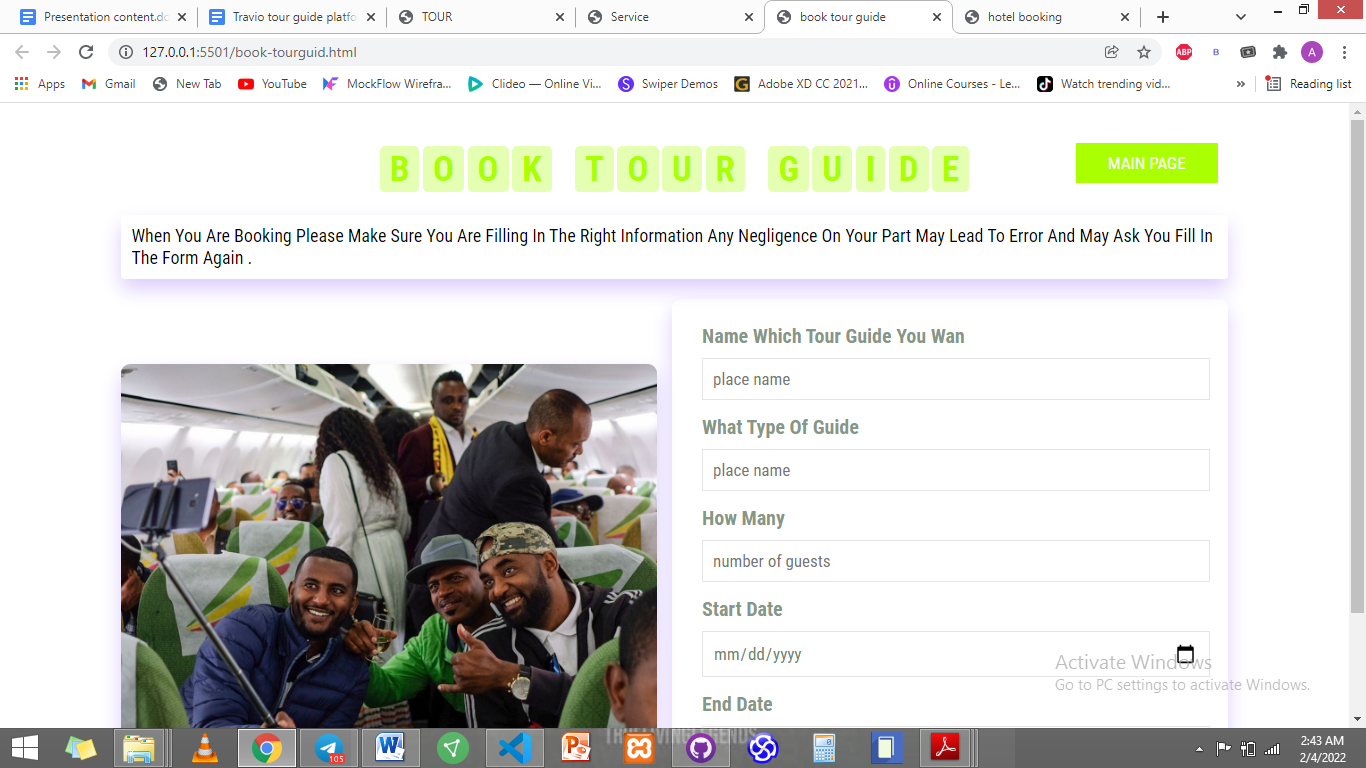 Presentation content.dc
Travio tour guide platfo
TOUR
Service
book tour guide
hotel booking
127.0.0.1:5501/book-tourguid.html
ABP
B
A
Apps
Gmail
New Tab
YouTube
MockFlow Wirefra...
Clideo — Online Vi...
Swiper Demos
Adobe XD CC 2021...
Online Courses - Le...
Watch trending vid...
»
Reading list
BOOK TOUR GUIDE
MAIN PAGE
When You Are Booking Please Make Sure You Are Filling In The Right Information Any Negligence On Your Part May Lead To Error And May Ask You Fill In
The Form Again .
Name Which Tour Guide You Wan
place name
What Type Of Guide
place name
How Many
number of guests
Start Date
mm/dd/yyyy
End Date
Activate Windows
Go to PC settings to activate Windows.
105
2:43 AM
2/4/2022